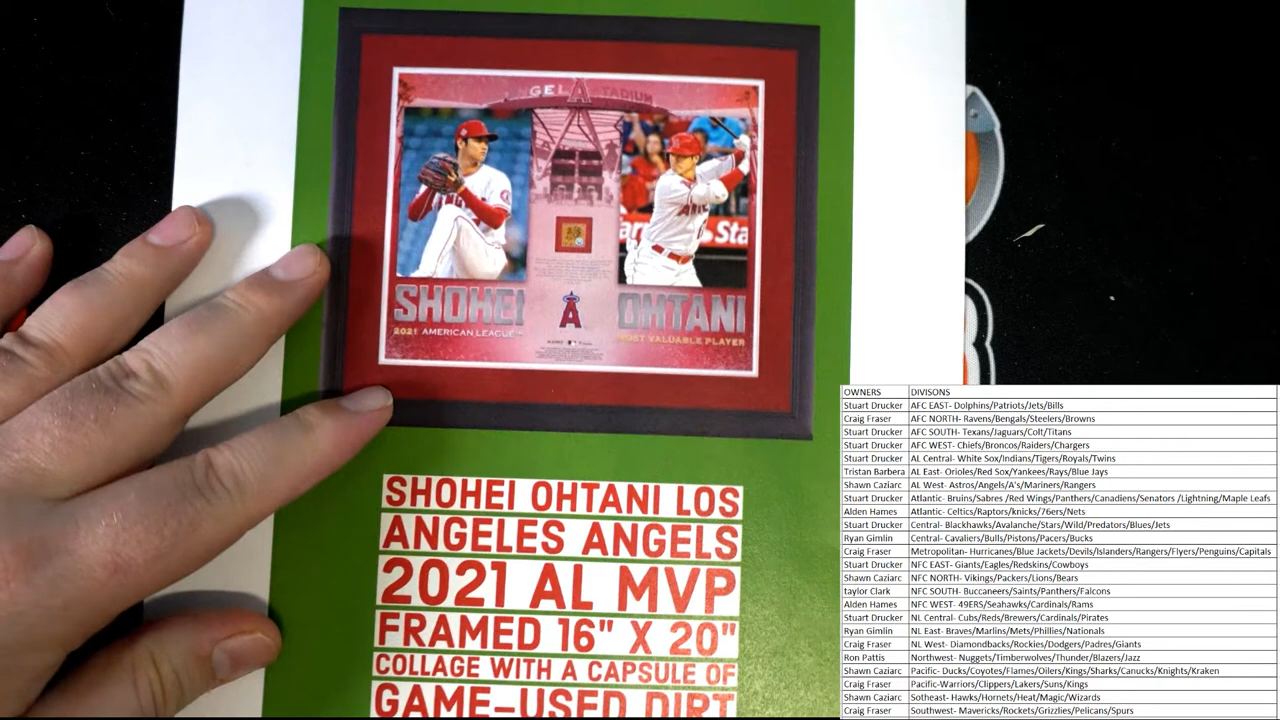 GEL A TADIUM
SHOHEI
OHTANI
2021 AMERICAN LEAGUE
MOST VALUABLE PLAYER
SHOHEI OHTANI LOS
ANGELES ANGELS
2021 AL MVP
FRAMED 16" X 20"
COLLAGE WITH A CAPSULE OF
GAME-USED DIRT
OWNERS DIVISONS
Stuart Drucker AFC EAST- Dolphins/Patriots/Jets/Bills
Craig Fraser AFC NORTH- Ravens/Bengals/Steelers/Browns
Stuart Drucker AFC SOUTH- Texans/Jaguars/Colt/Titans
Stuart Drucker AFC WEST- Chiefs/Broncos/Raiders/Chargers
Stuart Drucker AL Central- White Sox/Indians/Tigers/Royals/Twins
Tristan Barbera AL East- Orioles/Red Sox/Yankees/Rays/Blue Jays
Shawn Caziarc AL West- Astros/Angels/A's/Mariners/Rangers
Stuart Drucker Atlantic- Bruins/Sabres /Red Wings/Panthers/Canadiens/Senators /Lightning/Maple Leafs
Alden Hames Atlantic- Celtics/Raptors/knicks/76ers/Nets
Stuart Drucker Central- Blackhawks/Avalanche/Stars/Wild/Predators/Blues/Jets
Ryan Gimlin Central- Cavaliers/Bulls/Pistons/Pacers/Bucks
Craig Fraser Metropolitan- Hurricanes/Blue Jackets/Devils/Islanders/Rangers/Flyers/Penguins/Capitals
Stuart Drucker NFC EAST- Giants/Eagles/Redskins/Cowboys
Shawn Caziarc NFC NORTH- Vikings/Packers/Lions/Bears
taylor Clark NFC SOUTH- Buccaneers/Saints/Panthers/Falcons
Alden Hames NFC WEST- 49ERS/Seahawks/Cardinals/Rams
Stuart Drucker NL Central- Cubs/Reds/Brewers/Cardinals/Pirates
Ryan Gimlin NL East- Braves/Marlins/Mets/Phillies/Nationals
Craig Fraser NL West- Diamondbacks/Rockies/Dodgers/Padres/Giants
Ron Pattis Northwest- Nuggets/Timberwolves/Thunder/Blazers/Jazz
Shawn Caziarc Pacific- Ducks/Coyotes/Flames/Oilers/Kings/Sharks/Canucks/Knights/Kraken
Craig Fraser Pacific-Warriors/Clippers/Lakers/Suns/Kings
Shawn Caziarc Sotheast- Hawks/Hornets/Heat/Magic/Wizards
Craig Fraser Southwest- Mavericks/Rockets/Grizzlies/Pelicans/Spurs